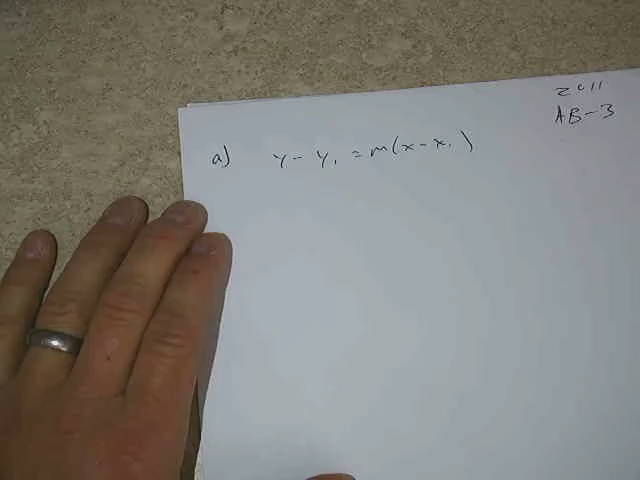 2011
AB-3
a) y - y₁ = m(x - x₁)